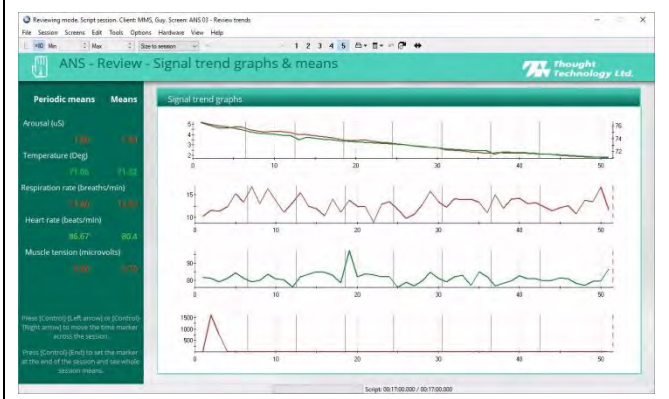 Reviewing mode. Script session. Client: MMS, Guy. Screen: ANS 03 - Review trends
File Session Screens Edit Tools Options Hardware View Help
Min Max Size to session 1 2 3 4 5
ANS - Review - Signal trend graphs & means
Thought
Technology Ltd.
Periodic means Means
Signal trend graphs
Arousal (uS)
Temperature (Deg)
Respiration rate (breaths/min)
Heart rate (beats/min)
86.67 80.4
Muscle tension (microvolts)
Press [Control]-[Left arrow] or [Control]-
[Right arrow] to move the time marker
across the session.
Press [Control]-[End] to set the marker
at the end of the session and see whole
session means.
5 4 3 2
76 74 72
0 10 20 30 40 50
15 10
0 10 20 30 40 50
90 80
0 10 20 30 40 50
1500 1000 500
0 10 20 30 40 50
Script: 00:17:00.000 / 00:17:00.000